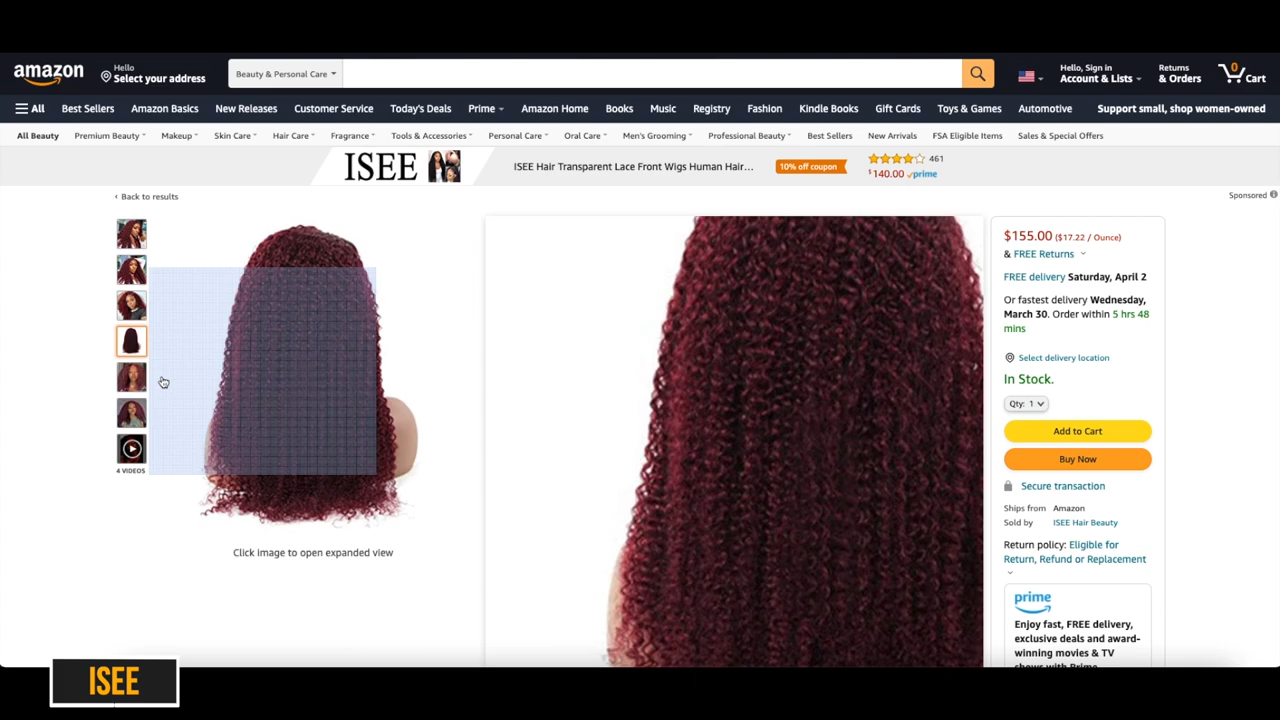 amazon
Hello
Select your address
Beauty & Personal Care
Hello, Sign in
Account & Lists
Returns
& Orders
0
Cart
All
Best Sellers
Amazon Basics
New Releases
Customer Service
Today's Deals
Prime
Amazon Home
Books
Music
Registry
Fashion
Kindle Books
Gift Cards
Toys & Games
Automotive
Support small, shop women-owned
All Beauty
Premium Beauty
Makeup
Skin Care
Hair Care
Fragrance
Tools & Accessories
Personal Care
Oral Care
Men's Grooming
Professional Beauty
Best Sellers
New Arrivals
FSA Eligible Items
Sales & Special Offers
ISEE
ISEE Hair Transparent Lace Front Wigs Human Hair...
10% off coupon
461
$140.00 prime
‹ Back to results
Sponsored
4 VIDEOS
Click image to open expanded view
$155.00 ($17.22 / Ounce)
& FREE Returns
FREE delivery Saturday, April 2
Or fastest delivery Wednesday,
March 30. Order within 5 hrs 48
mins
Select delivery location
In Stock.
Qty: 1
Add to Cart
Buy Now
Secure transaction
Ships from Amazon
Sold by ISEE Hair Beauty
Return policy: Eligible for
Return, Refund or Replacement
prime
Enjoy fast, FREE delivery,
exclusive deals and award-
winning movies & TV
shows with Prime
ISEE